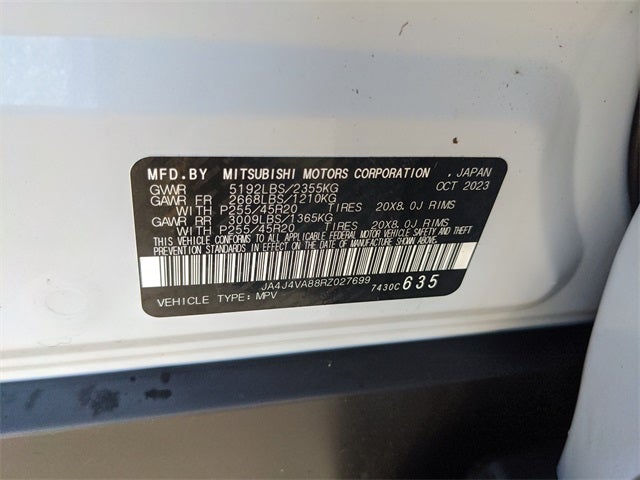 MFD.BY MITSUBISHI MOTORS CORPORATION , JAPAN
GVWR 5192LBS/2355KG OCT 2023
GAWR FR 2668LBS/1210KG
WITH P255/45R20 TIRES 20X8.0J RIMS
GAWR RR 3009LBS/1365KG
WITH P255/45R20 TIRES 20X8.0J RIMS
THIS VEHICLE CONFORMS TO ALL APPLICABLE FEDERAL MOTOR VEHICLE SAFETY AND THEFT
PREVENTION STANDARDS IN EFFECT ON THE DATE OF MANUFACTURE SHOWN ABOVE.
JA4J4VA88RZ027699
VEHICLE TYPE:MPV 7430C 635